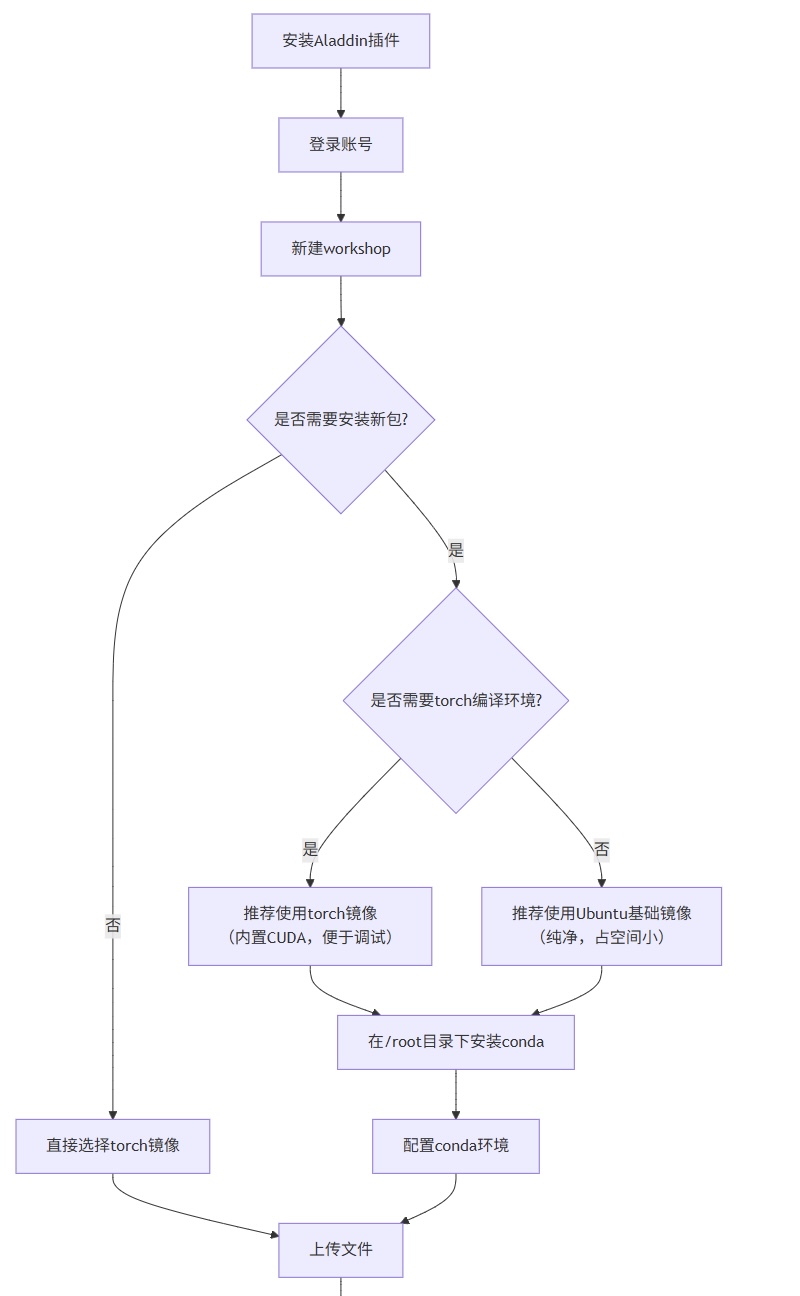 安装Aladdin插件
登录账号
新建workshop
是否需要安装新包?
是
是否需要torch编译环境?
是
否
推荐使用torch镜像
（内置CUDA，便于调试）
推荐使用Ubuntu基础镜像
（纯净，占空间小）
否
在/root目录下安装conda
直接选择torch镜像
配置conda环境
上传文件